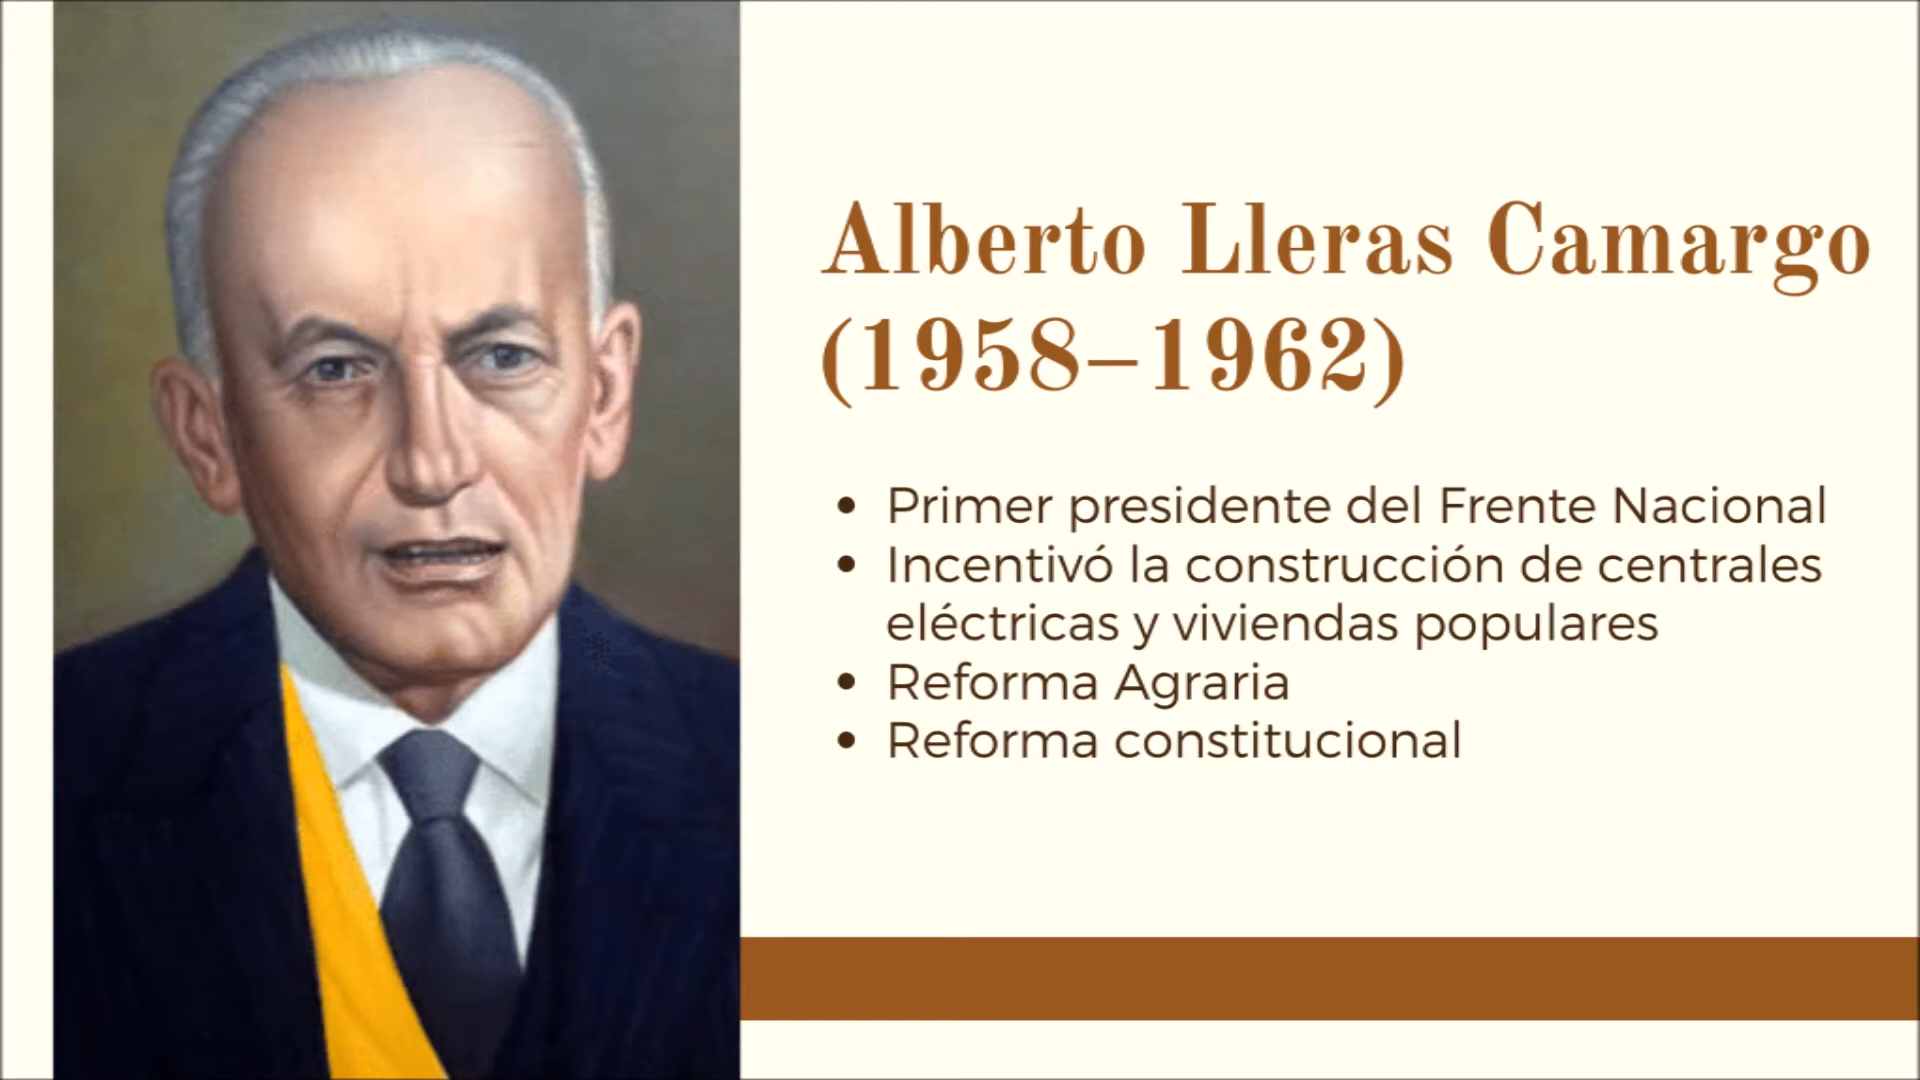 Alberto Lleras Camargo
(1958–1962)
• Primer presidente del Frente Nacional
• Incentivó la construcción de centrales
eléctricas y viviendas populares
• Reforma Agraria
• Reforma constitucional